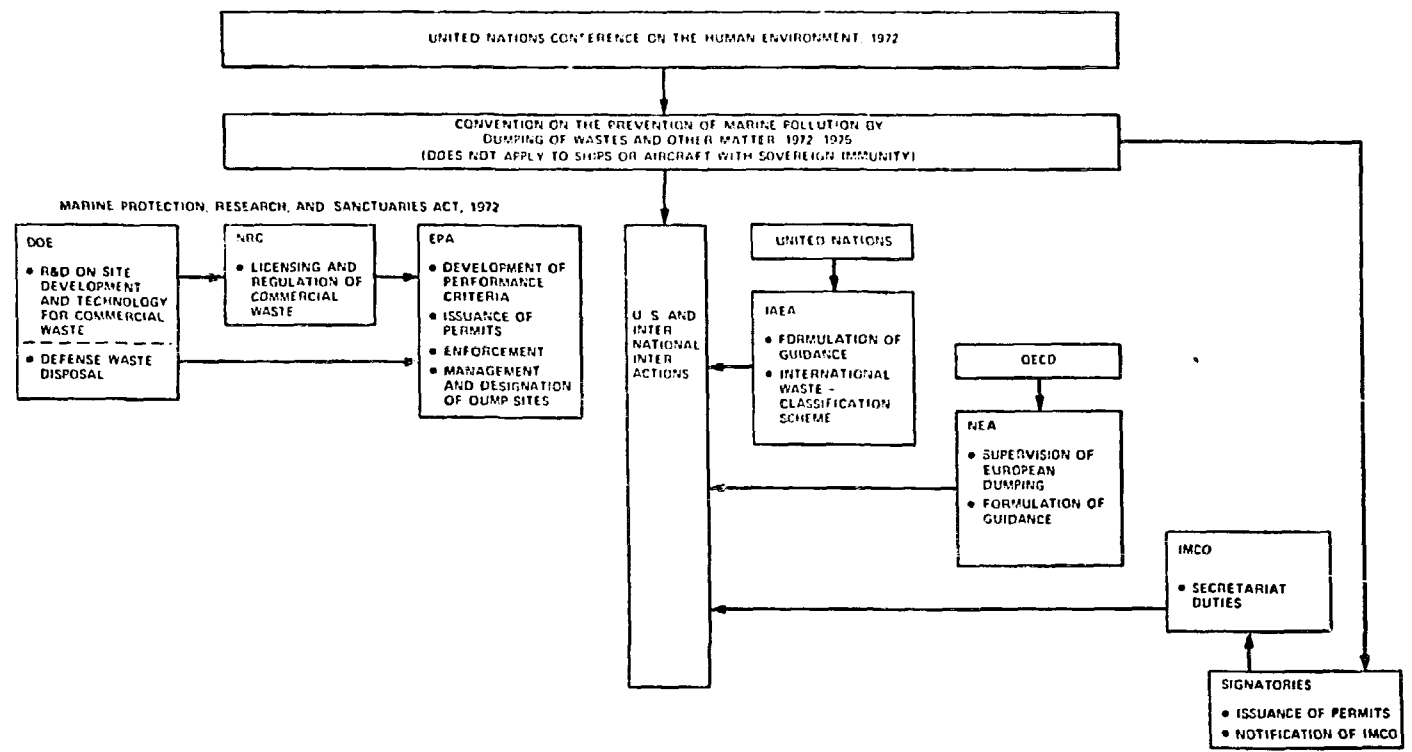 UNITED NATIONS CONFERENCE ON THE HUMAN ENVIRONMENT, 1972
CONVENTION ON THE PREVENTION OF MARINE POLLUTION BY
DUMPING OF WASTES AND OTHER MATTER 1972 1975
(DOES NOT APPLY TO SHIPS OR AIRCRAFT WITH SOVEREIGN IMMUNITY)
MARINE PROTECTION, RESEARCH, AND SANCTUARIES ACT, 1972
DOE
• R&D ON SITE
DEVELOPMENT
AND TECHNOLOGY
FOR COMMERCIAL
WASTE
• DEFENSE WASTE
DISPOSAL
NRC
• LICENSING AND
REGULATION OF
COMMERCIAL
WASTE
EPA
• DEVELOPMENT OF
PERFORMANCE
CRITERIA
• ISSUANCE OF
PERMITS
• ENFORCEMENT
• MANAGEMENT
AND DESIGNATION
OF DUMP SITES
U S AND
INTER
NATIONAL
INTER
ACTIONS
UNITED NATIONS
IAEA
• FORMULATION OF
GUIDANCE
• INTERNATIONAL
WASTE -
CLASSIFICATION
SCHEME
OECD
NEA
• SUPERVISION OF
EUROPEAN
DUMPING
• FORMULATION OF
GUIDANCE
IMCO
• SECRETARIAT
DUTIES
SIGNATORIES
• ISSUANCE OF PERMITS
• NOTIFICATION OF IMCO